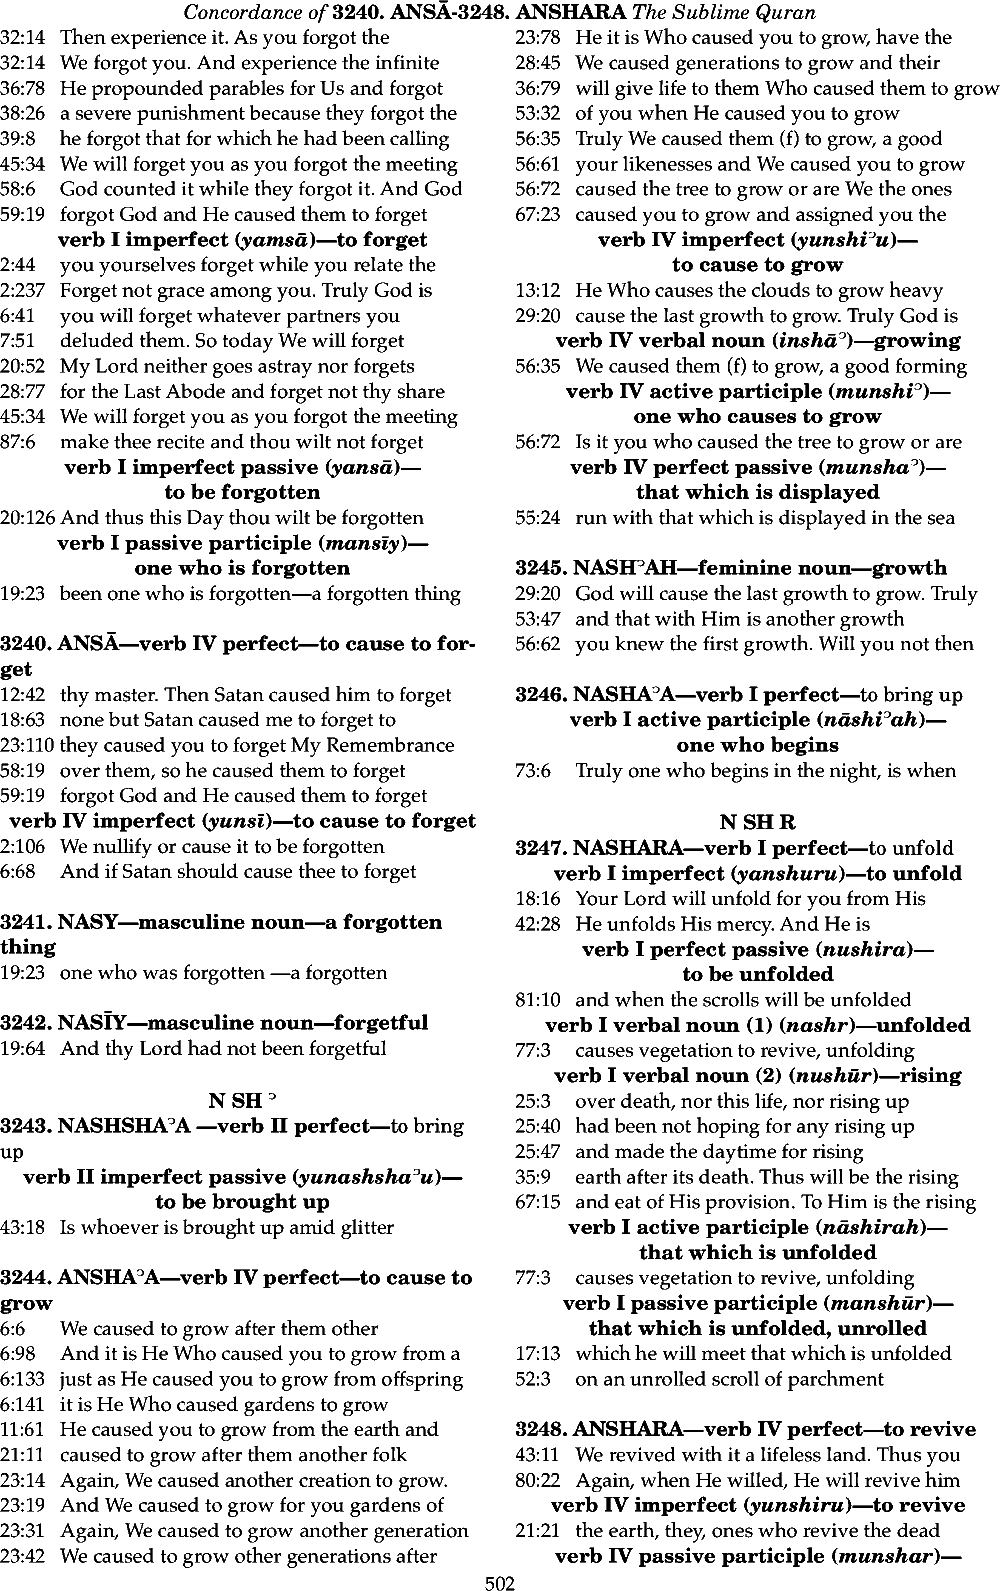 Concordance of 3240. ANSĀ-3248. ANSHARA The Sublime Quran
32:14 Then experience it. As you forgot the
32:14 We forgot you. And experience the infinite
36:78 He propounded parables for Us and forgot
38:26 a severe punishment because they forgot the
39:8 he forgot that for which he had been calling
45:34 We will forget you as you forgot the meeting
58:6 God counted it while they forgot it. And God
59:19 forgot God and He caused them to forget
verb I imperfect (yamsā)—to forget
2:44 you yourselves forget while you relate the
2:237 Forget not grace among you. Truly God is
6:41 you will forget whatever partners you
7:51 deluded them. So today We will forget
20:52 My Lord neither goes astray nor forgets
28:77 for the Last Abode and forget not thy share
45:34 We will forget you as you forgot the meeting
87:6 make thee recite and thou wilt not forget
verb I imperfect passive (yansā)—
to be forgotten
20:126 And thus this Day thou wilt be forgotten
verb I passive participle (mansīy)—
one who is forgotten
19:23 been one who is forgotten—a forgotten thing
3240. ANSĀ—verb IV perfect—to cause to for-
get
12:42 thy master. Then Satan caused him to forget
18:63 none but Satan caused me to forget to
23:110 they caused you to forget My Remembrance
58:19 over them, so he caused them to forget
59:19 forgot God and He caused them to forget
verb IV imperfect (yunsī)—to cause to forget
2:106 We nullify or cause it to be forgotten
6:68 And if Satan should cause thee to forget
3241. NASY—masculine noun—a forgotten
thing
19:23 one who was forgotten —a forgotten
3242. NASĪY—masculine noun—forgetful
19:64 And thy Lord had not been forgetful
N SH ʾ
3243. NASHSHAʾA —verb II perfect—to bring
up
verb II imperfect passive (yunashshaʾu)—
to be brought up
43:18 Is whoever is brought up amid glitter
3244. ANSHAʾA—verb IV perfect—to cause to
grow
6:6 We caused to grow after them other
6:98 And it is He Who caused you to grow from a
6:133 just as He caused you to grow from offspring
6:141 it is He Who caused gardens to grow
11:61 He caused you to grow from the earth and
21:11 caused to grow after them another folk
23:14 Again, We caused another creation to grow.
23:19 And We caused to grow for you gardens of
23:31 Again, We caused to grow another generation
23:42 We caused to grow other generations after
23:78 He it is Who caused you to grow, have the
28:45 We caused generations to grow and their
36:79 will give life to them Who caused them to grow
53:32 of you when He caused you to grow
56:35 Truly We caused them (f) to grow, a good
56:61 your likenesses and We caused you to grow
56:72 caused the tree to grow or are We the ones
67:23 caused you to grow and assigned you the
verb IV imperfect (yunshiʾu)—
to cause to grow
13:12 He Who causes the clouds to grow heavy
29:20 cause the last growth to grow. Truly God is
verb IV verbal noun (inshāʾ)—growing
56:35 We caused them (f) to grow, a good forming
verb IV active participle (munshiʾ)—
one who causes to grow
56:72 Is it you who caused the tree to grow or are
verb IV perfect passive (munshaʾ)—
that which is displayed
55:24 run with that which is displayed in the sea
3245. NASHʾAH—feminine noun—growth
29:20 God will cause the last growth to grow. Truly
53:47 and that with Him is another growth
56:62 you knew the first growth. Will you not then
3246. NASHAʾA—verb I perfect—to bring up
verb I active participle (nāshiʾah)—
one who begins
73:6 Truly one who begins in the night, is when
N SH R
3247. NASHARA—verb I perfect—to unfold
verb I imperfect (yanshuru)—to unfold
18:16 Your Lord will unfold for you from His
42:28 He unfolds His mercy. And He is
verb I perfect passive (nushira)—
to be unfolded
81:10 and when the scrolls will be unfolded
verb I verbal noun (1) (nashr)—unfolded
77:3 causes vegetation to revive, unfolding
verb I verbal noun (2) (nushūr)—rising
25:3 over death, nor this life, nor rising up
25:40 had been not hoping for any rising up
25:47 and made the daytime for rising
35:9 earth after its death. Thus will be the rising
67:15 and eat of His provision. To Him is the rising
verb I active participle (nāshirah)—
that which is unfolded
77:3 causes vegetation to revive, unfolding
verb I passive participle (manshūr)—
that which is unfolded, unrolled
17:13 which he will meet that which is unfolded
52:3 on an unrolled scroll of parchment
3248. ANSHARA—verb IV perfect—to revive
43:11 We revived with it a lifeless land. Thus you
80:22 Again, when He willed, He will revive him
verb IV imperfect (yunshiru)—to revive
21:21 the earth, they, ones who revive the dead
verb IV passive participle (munshar)—
502